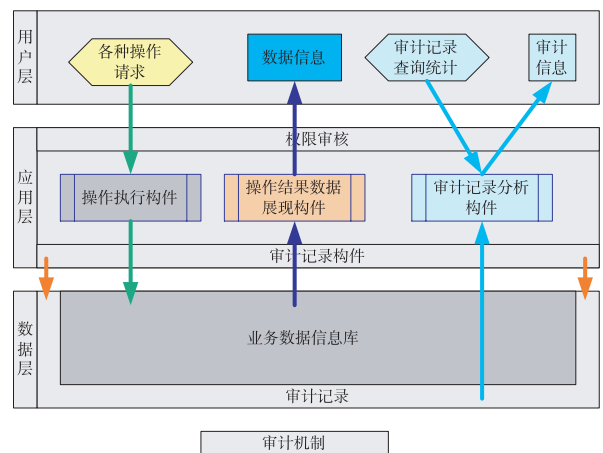 用户层
各种操作
请求
数据信息
审计记录
查询统计
审计
信息
应用层
权限审核
操作执行构件
操作结果数据
展现构件
审计记录分析
构件
审计记录构件
数据层
业务数据信息库
审计记录
审计机制